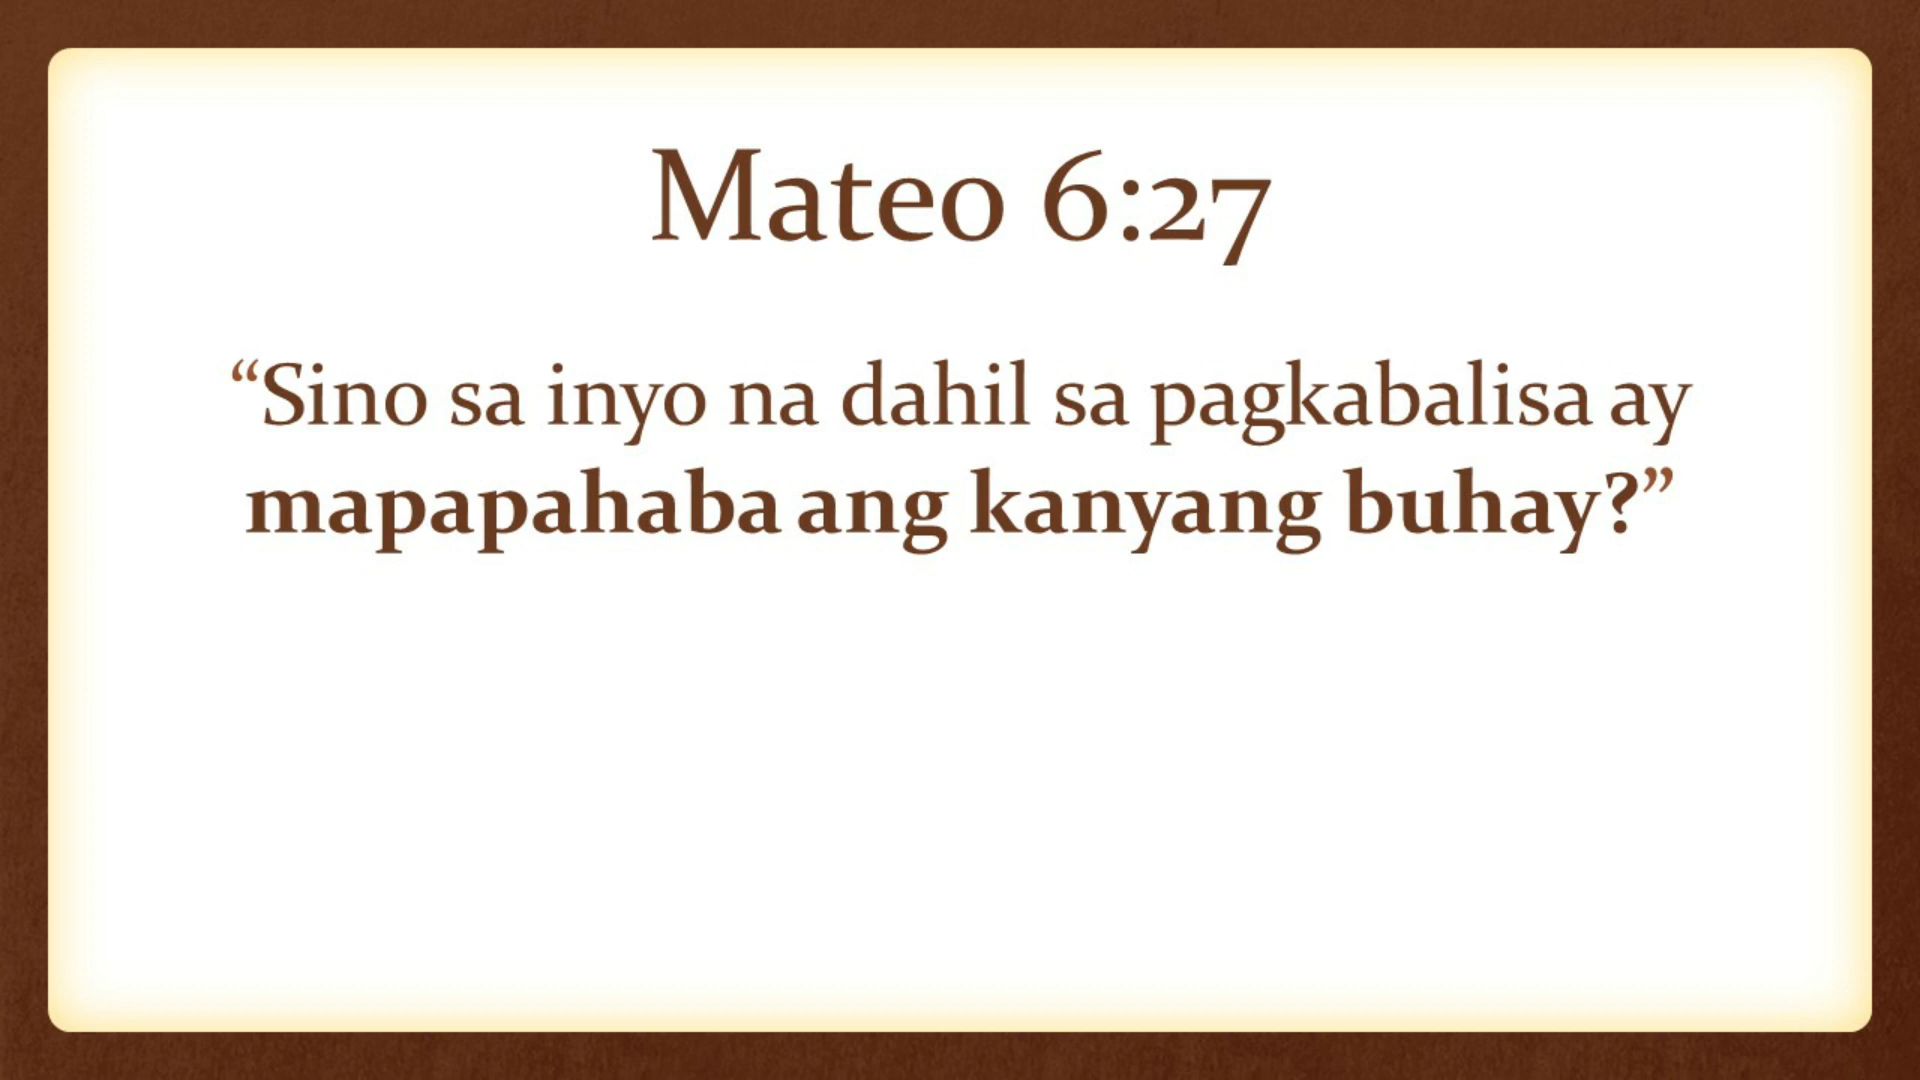 Mateo 6:27
“Sino sa inyo na dahil sa pagkabalisa ay
mapapahaba ang kanyang buhay?”